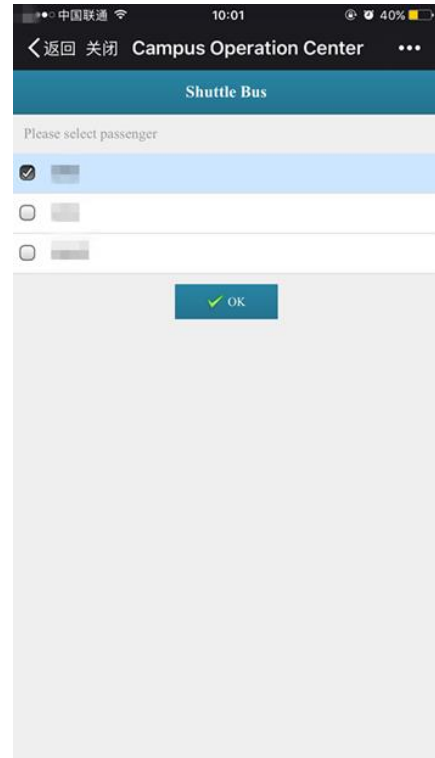 中国联通 10:01 40%
返回 关闭 Campus Operation Center
Shuttle Bus
Please select passenger
OK